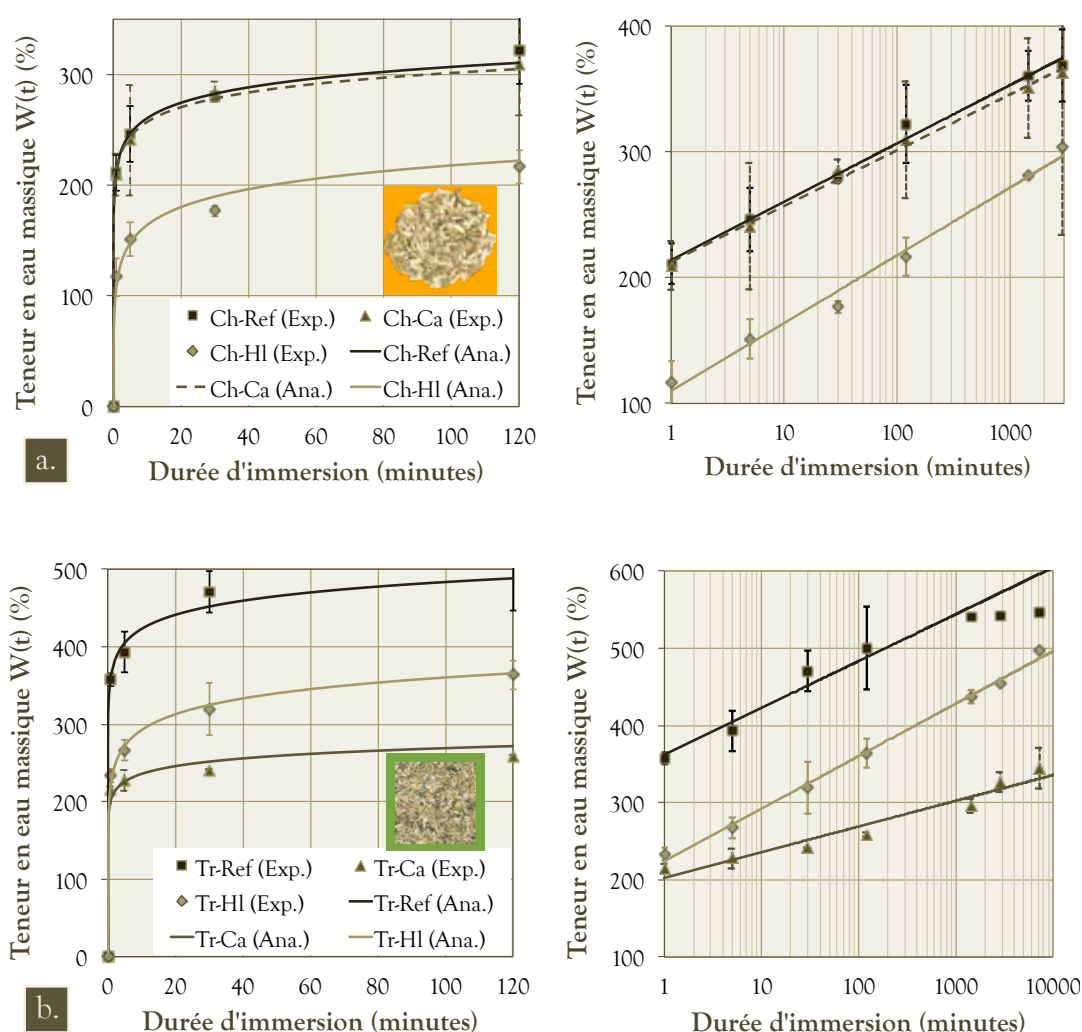 Teneur en eau massique W(t) (%)
300
200
100
0
Ch-Ref (Exp.)
Ch-Ca (Exp.)
Ch-Hl (Exp.)
Ch-Ref (Ana.)
Ch-Ca (Ana.)
Ch-Hl (Ana.)
0 20 40 60 80 100 120
Durée d'immersion (minutes)
a.
Teneur en eau massique W(t) (%)
400
300
200
100
1 10 100 1000
Durée d'immersion (minutes)
Teneur en eau massique W(t) (%)
500
400
300
200
100
0
Tr-Ref (Exp.)
Tr-Ca (Exp.)
Tr-Hl (Exp.)
Tr-Ref (Ana.)
Tr-Ca (Ana.)
Tr-Hl (Ana.)
0 20 40 60 80 100 120
Durée d'immersion (minutes)
b.
Teneur en eau massique W(t) (%)
600
500
400
300
200
100
1 10 100 1000 10000
Durée d'immersion (minutes)